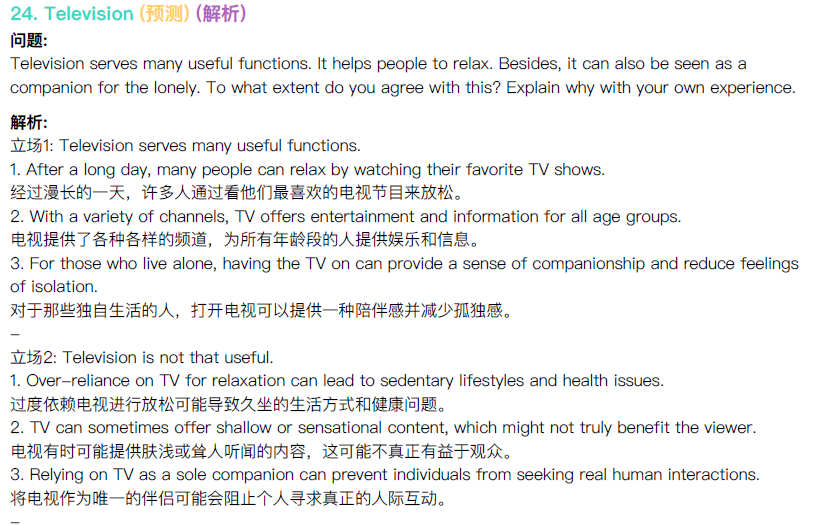 24. Television (预测) (解析)
问题:
Television serves many useful functions. It helps people to relax. Besides, it can also be seen as a
companion for the lonely. To what extent do you agree with this? Explain why with your own experience.
解析:
立场1: Television serves many useful functions.
1. After a long day, many people can relax by watching their favorite TV shows.
经过漫长的一天，许多人通过看他们最喜欢的电视节目来放松。
2. With a variety of channels, TV offers entertainment and information for all age groups.
电视提供了各种各样的频道，为所有年龄段的人提供娱乐和信息。
3. For those who live alone, having the TV on can provide a sense of companionship and reduce feelings
of isolation.
对于那些独自生活的人，打开电视可以提供一种陪伴感并减少孤独感。
–
立场2: Television is not that useful.
1. Over–reliance on TV for relaxation can lead to sedentary lifestyles and health issues.
过度依赖电视进行放松可能导致久坐的生活方式和健康问题。
2. TV can sometimes offer shallow or sensational content, which might not truly benefit the viewer.
电视有时可能提供肤浅或耸人听闻的内容，这可能不真正有益于观众。
3. Relying on TV as a sole companion can prevent individuals from seeking real human interactions.
将电视作为唯一的伴侣可能会阻止个人寻求真正的人际互动。
–